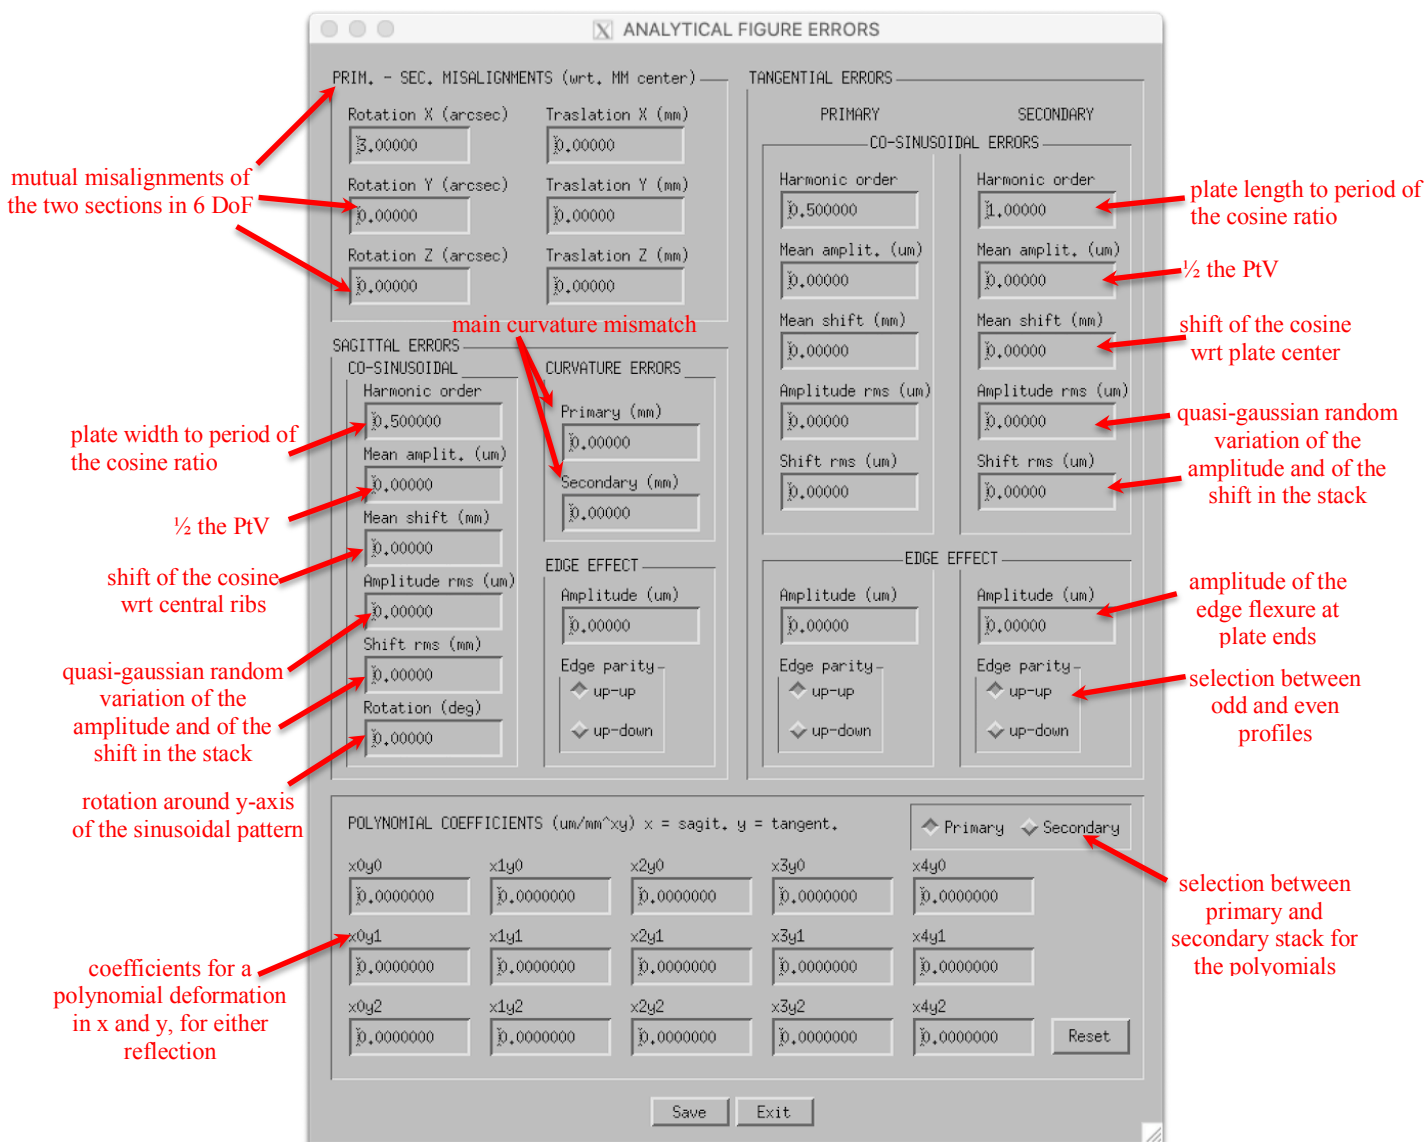 ANALYTICAL FIGURE ERRORS
PRIM. - SEC. MISALIGNMENTS (wrt. MM center)
Rotation X (arcsec)
Traslation X (mm)
3.00000
0.00000
Rotation Y (arcsec)
Traslation Y (mm)
0.00000
0.00000
Rotation Z (arcsec)
Traslation Z (mm)
0.00000
0.00000
mutual misalignments of
the two sections in 6 DoF
main curvature mismatch
SAGITTAL ERRORS
CO-SINUSOIDAL
Harmonic order
0.500000
Mean amplit. (um)
0.00000
Mean shift (mm)
0.00000
Amplitude rms (um)
0.00000
Shift rms (mm)
0.00000
Rotation (deg)
0.00000
plate width to period of
the cosine ratio
½ the PtV
shift of the cosine
wrt central ribs
quasi-gaussian random
variation of the
amplitude and of the
shift in the stack
rotation around y-axis
of the sinusoidal pattern
CURVATURE ERRORS
Primary (mm)
0.00000
Secondary (mm)
0.00000
EDGE EFFECT
Amplitude (um)
0.00000
Edge parity
up-up
up-down
TANGENTIAL ERRORS
PRIMARY
SECONDARY
CO-SINUSOIDAL ERRORS
Harmonic order
Harmonic order
0.500000
1.00000
Mean amplit. (um)
Mean amplit. (um)
0.00000
0.00000
Mean shift (mm)
Mean shift (mm)
0.00000
0.00000
Amplitude rms (um)
Amplitude rms (um)
0.00000
0.00000
Shift rms (um)
Shift rms (um)
0.00000
0.00000
EDGE EFFECT
Amplitude (um)
Amplitude (um)
0.00000
0.00000
Edge parity
Edge parity
up-up
up-up
up-down
up-down
plate length to period of
the cosine ratio
½ the PtV
shift of the cosine
wrt plate center
quasi-gaussian random
variation of the
amplitude and of the
shift in the stack
amplitude of the
edge flexure at
plate ends
selection between
odd and even
profiles
POLYNOMIAL COEFFICIENTS (um/mm^xy) x = sagit. y = tangent.
Primary
Secondary
x0y0
x1y0
x2y0
x3y0
x4y0
0.0000000
0.0000000
0.0000000
0.0000000
0.0000000
x0y1
x1y1
x2y1
x3y1
x4y1
0.0000000
0.0000000
0.0000000
0.0000000
0.0000000
x0y2
x1y2
x2y2
x3y2
x4y2
0.0000000
0.0000000
0.0000000
0.0000000
0.0000000
Reset
coefficients for a
polynomial deformation
in x and y, for either
reflection
selection between
primary and
secondary stack for
the polyomials
Save
Exit